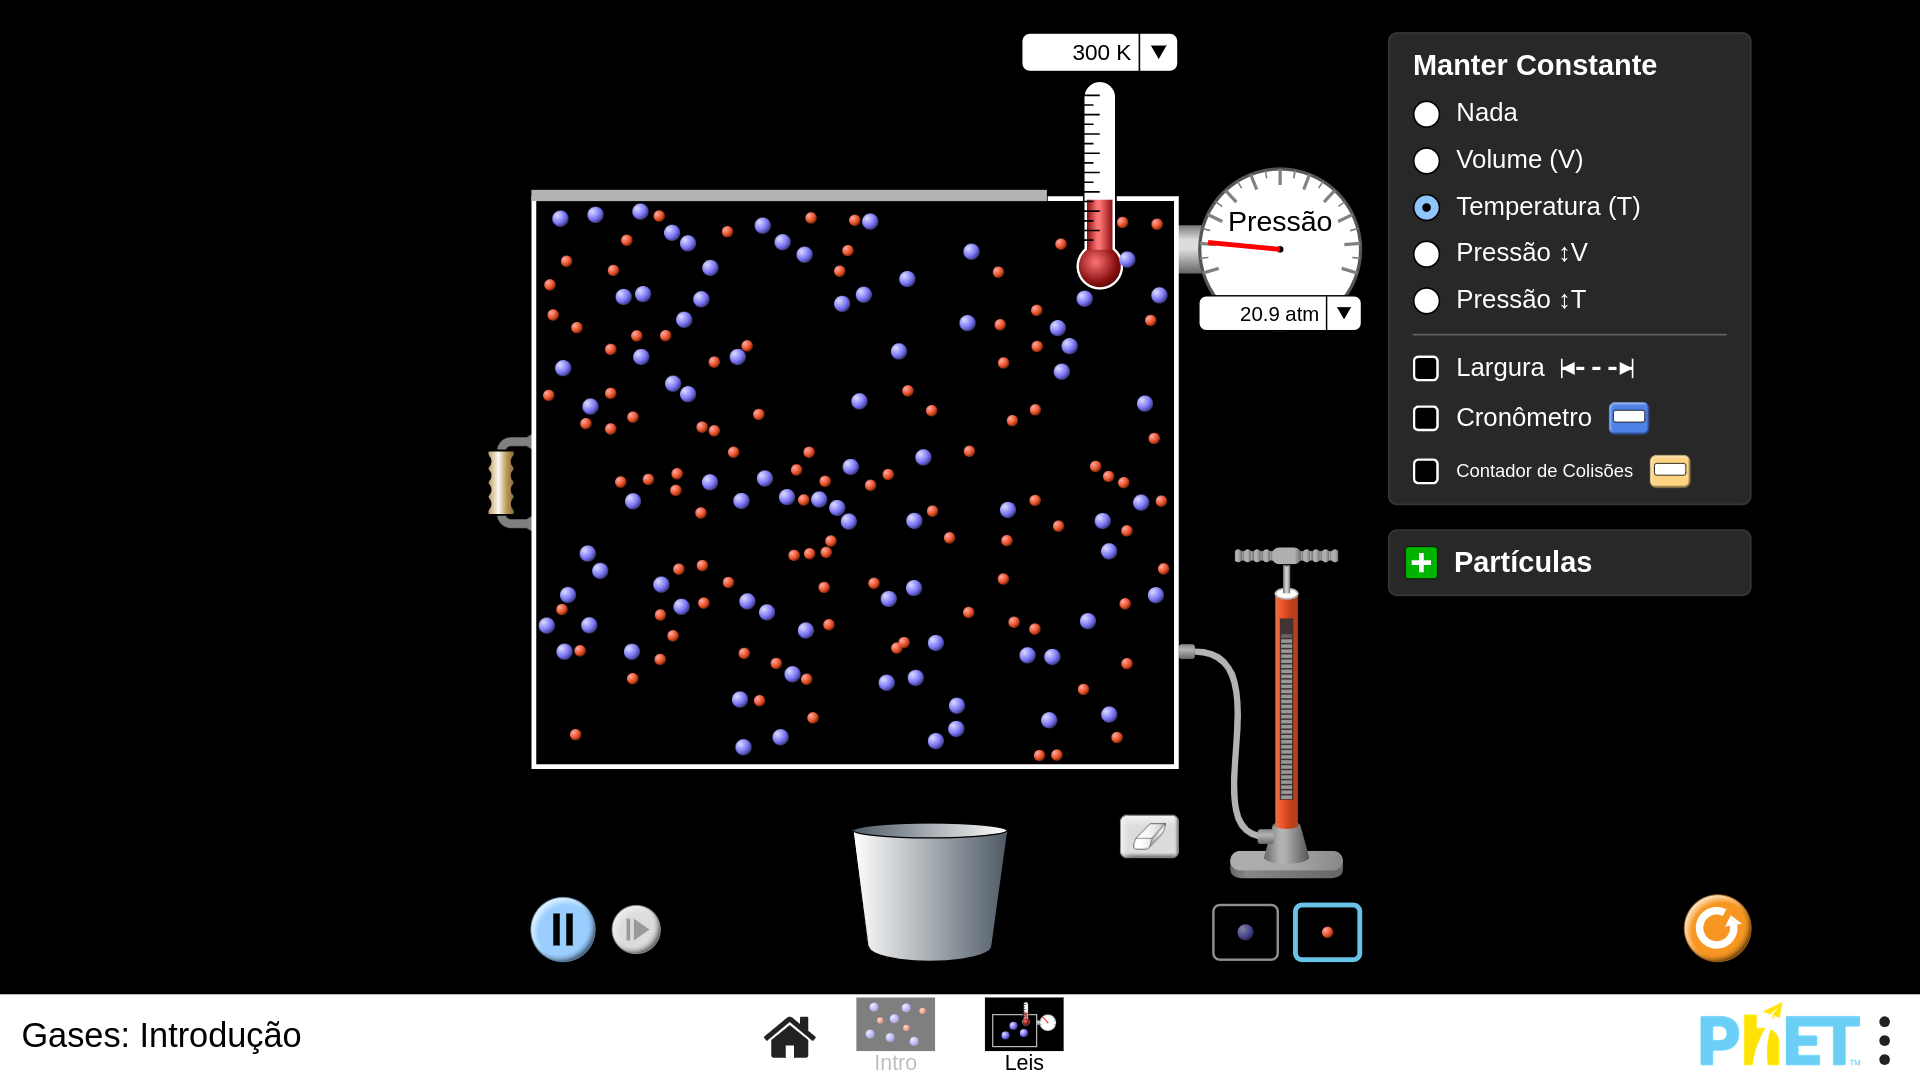 300 K
Manter Constante
Nada
Volume (V)
Temperatura (T)
Pressão ↕V
Pressão ↕T
Pressão
20.9 atm
Largura
Cronômetro
Contador de Colisões
Partículas
Gases: Introdução
Intro
Leis
PhET
TM